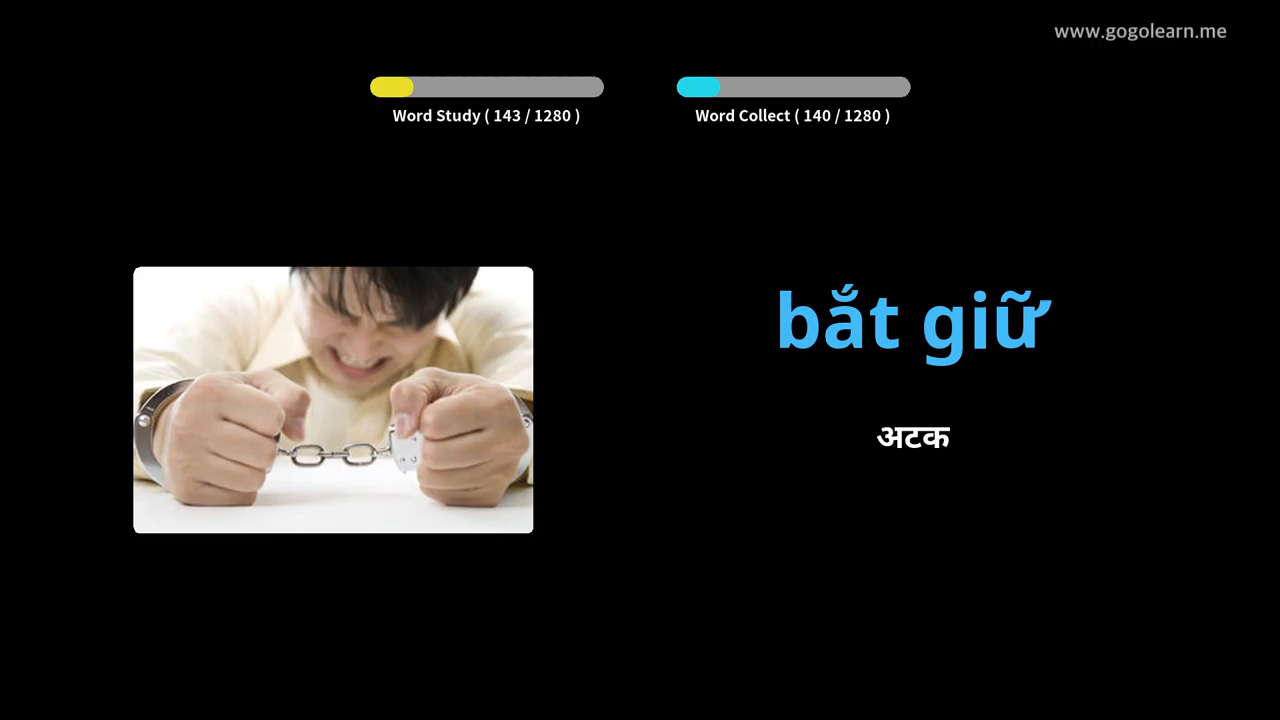 www.gogolearn.me
Word Study ( 143 / 1280 )
Word Collect ( 140 / 1280 )
bắt giữ
अटक